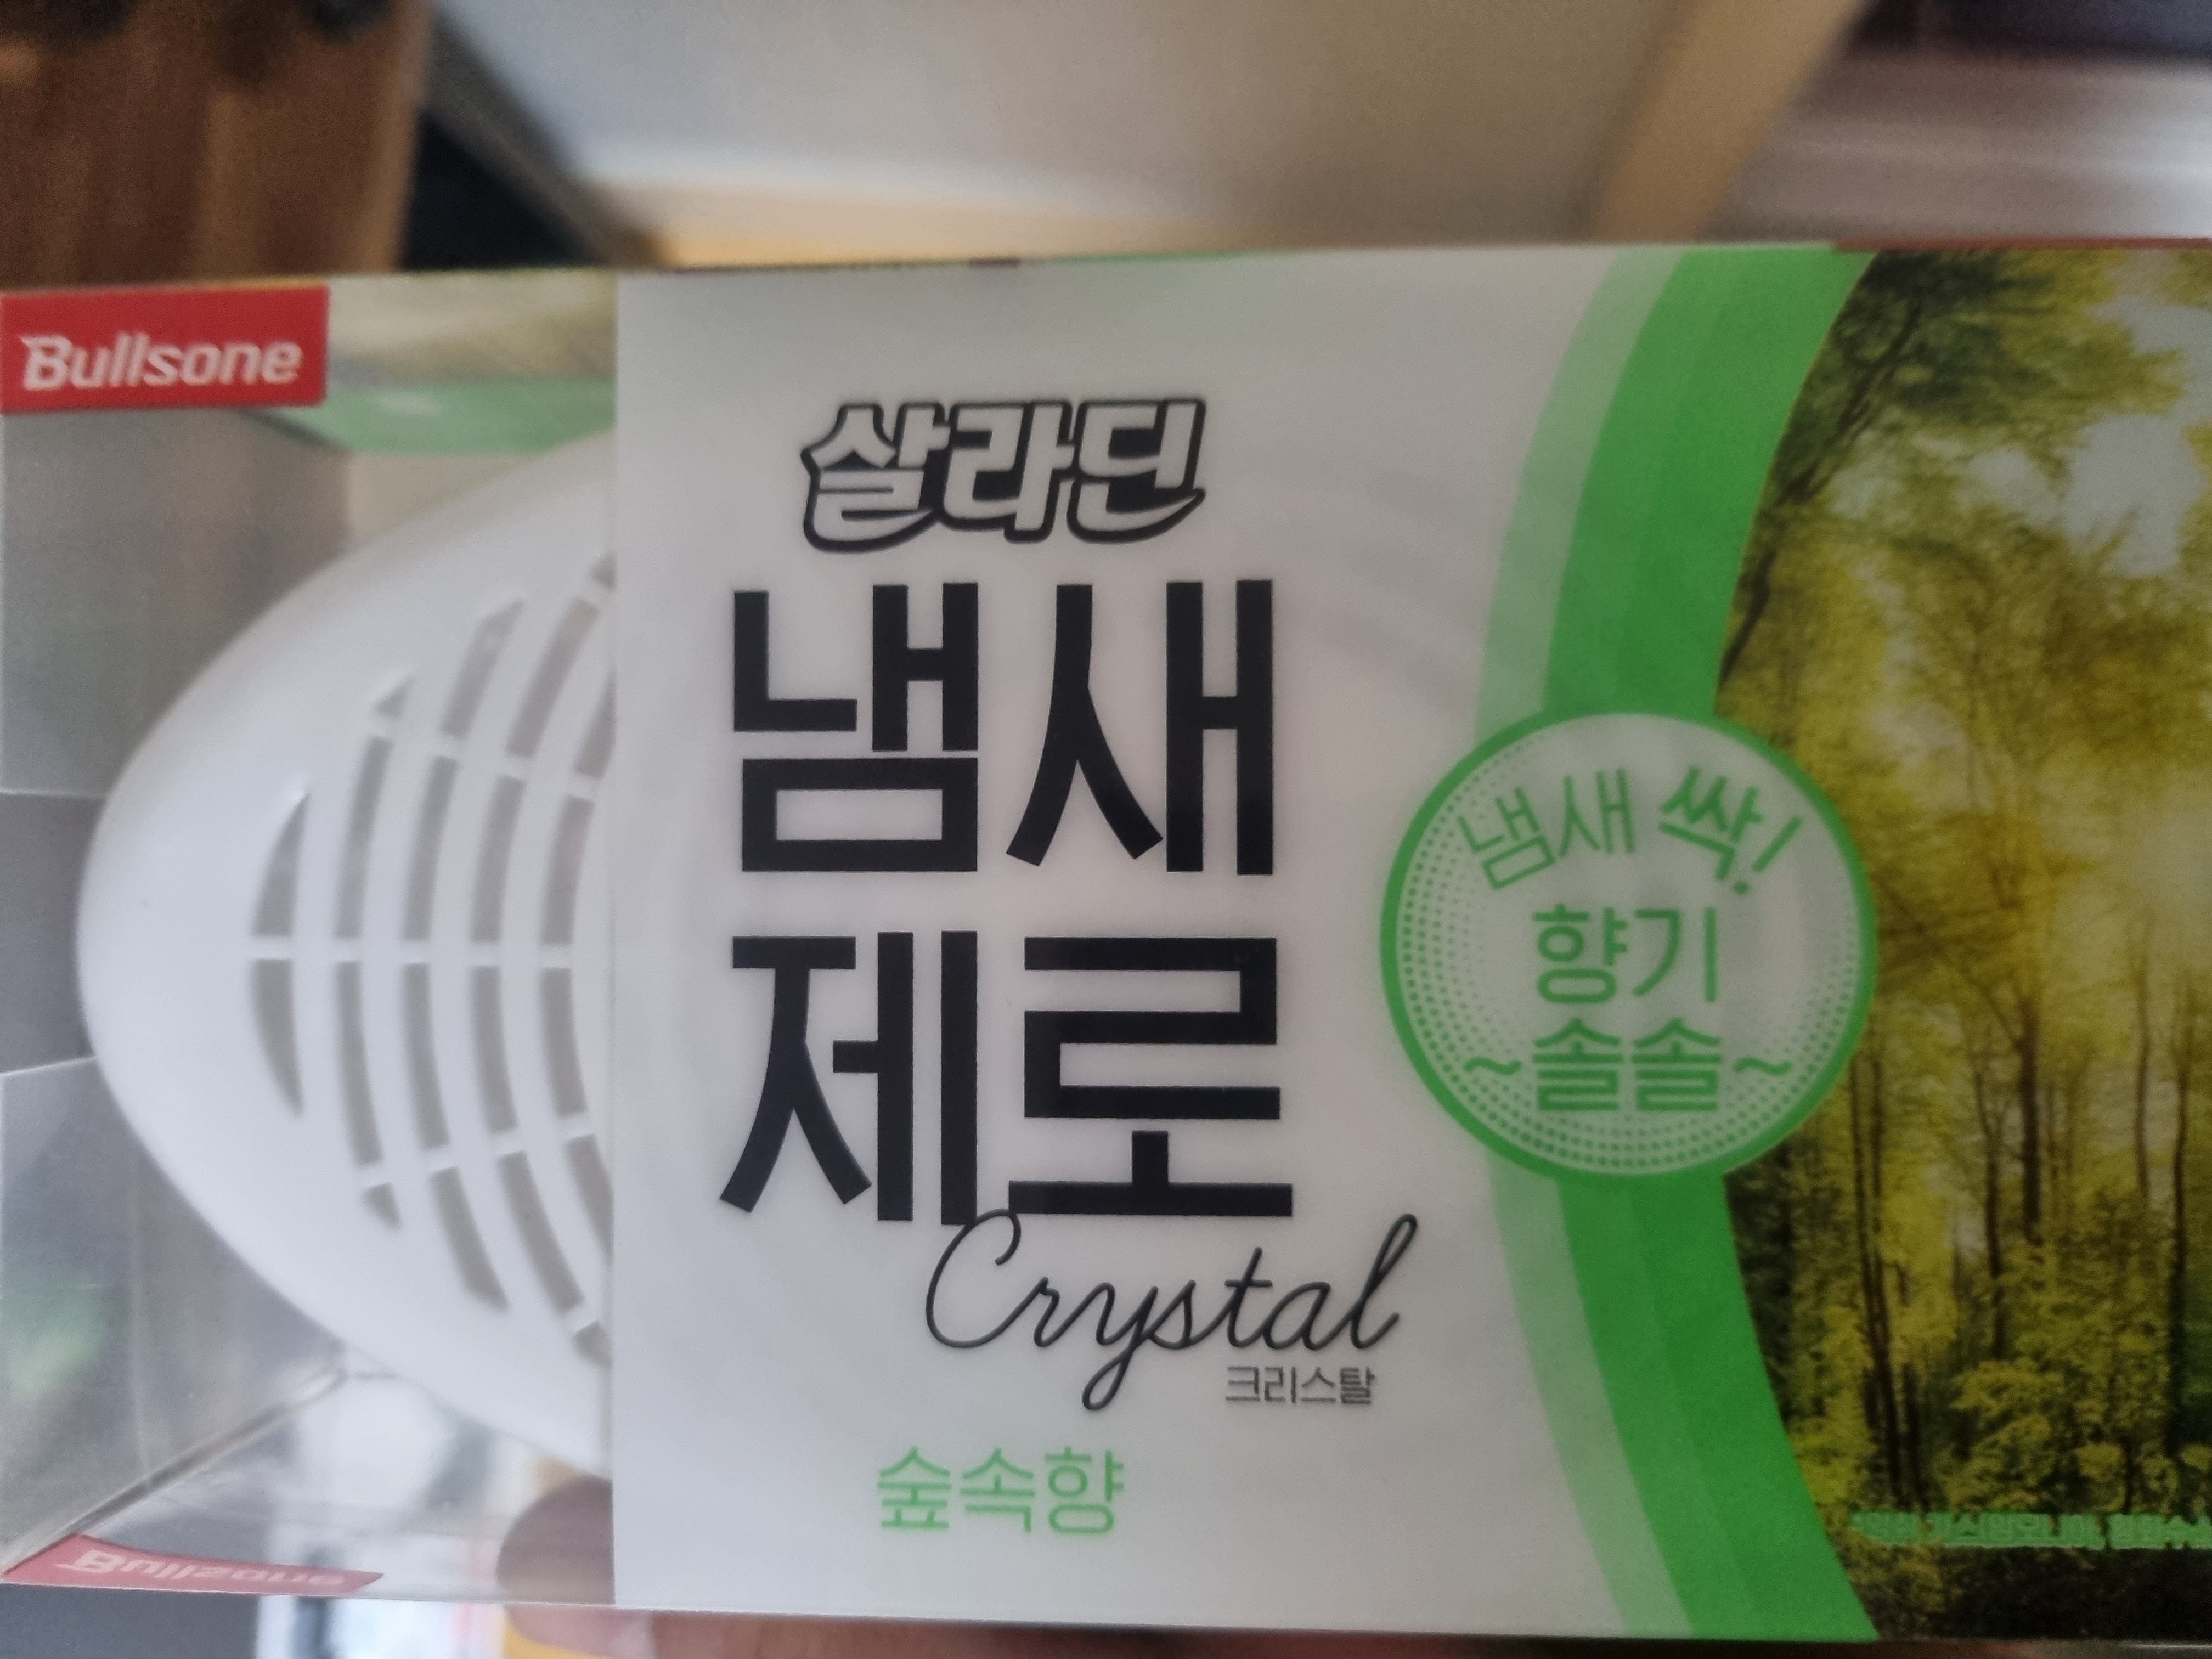 Bullsone
살라딘
냄새
제로
Crystal
크리스탈
숲속향
냄새 싹!
향기
~솔솔~
Bullsone